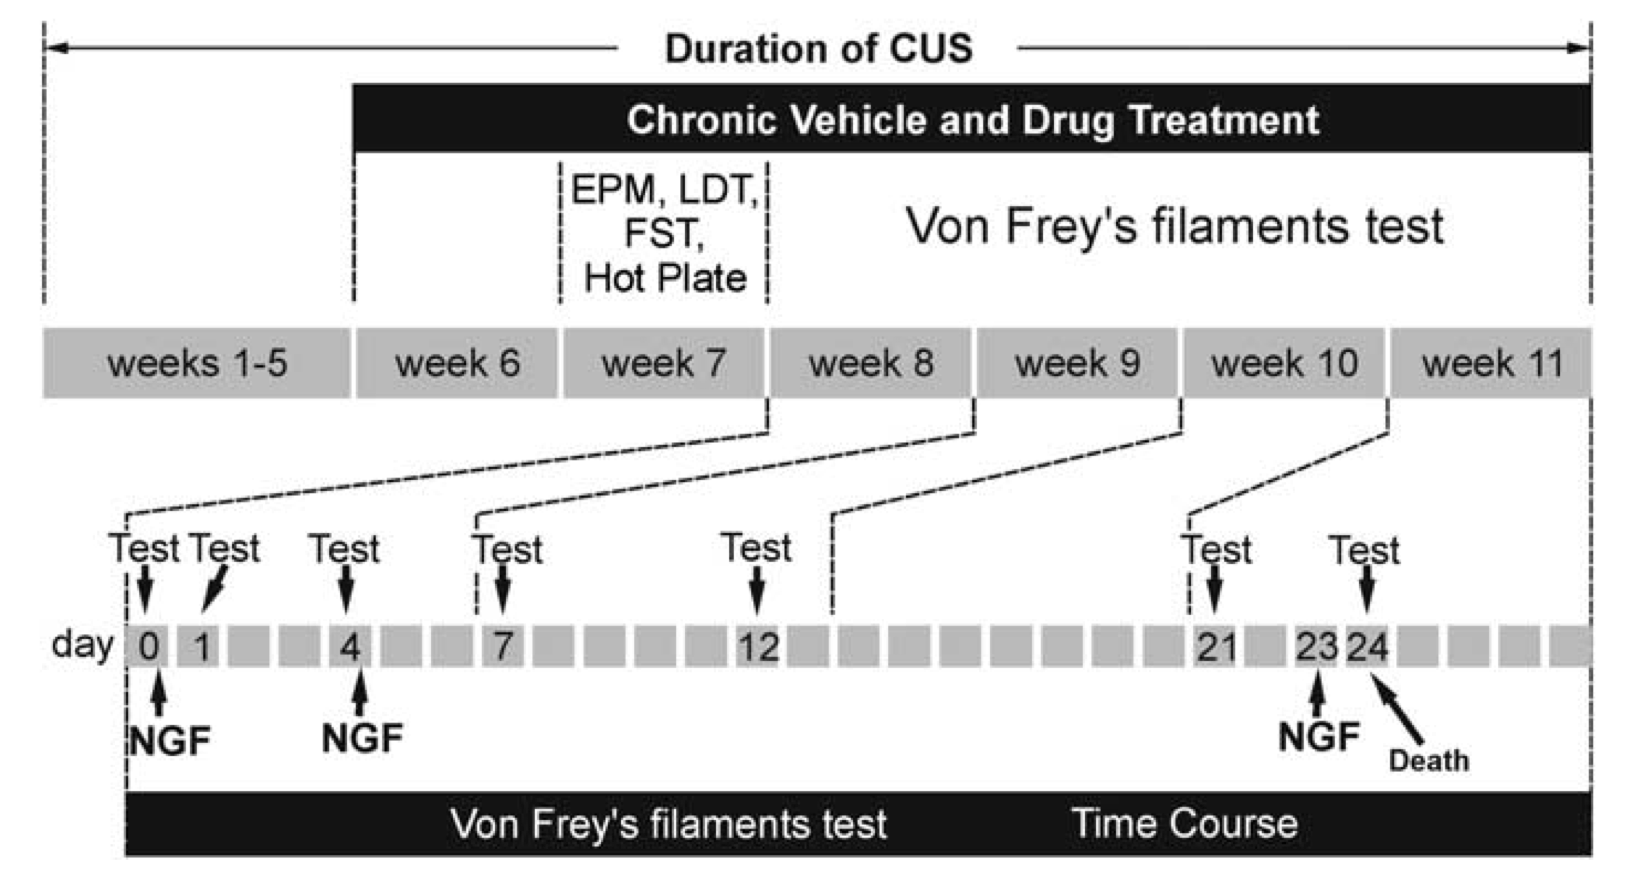 Duration of CUS
Chronic Vehicle and Drug Treatment
EPM, LDT,
FST,
Hot Plate
Von Frey's filaments test
weeks 1-5 week 6 week 7 week 8 week 9 week 10 week 11
Test Test Test Test Test Test Test
day 0 1 4 7 12 21 23 24
NGF NGF NGF
Death
Von Frey's filaments test Time Course